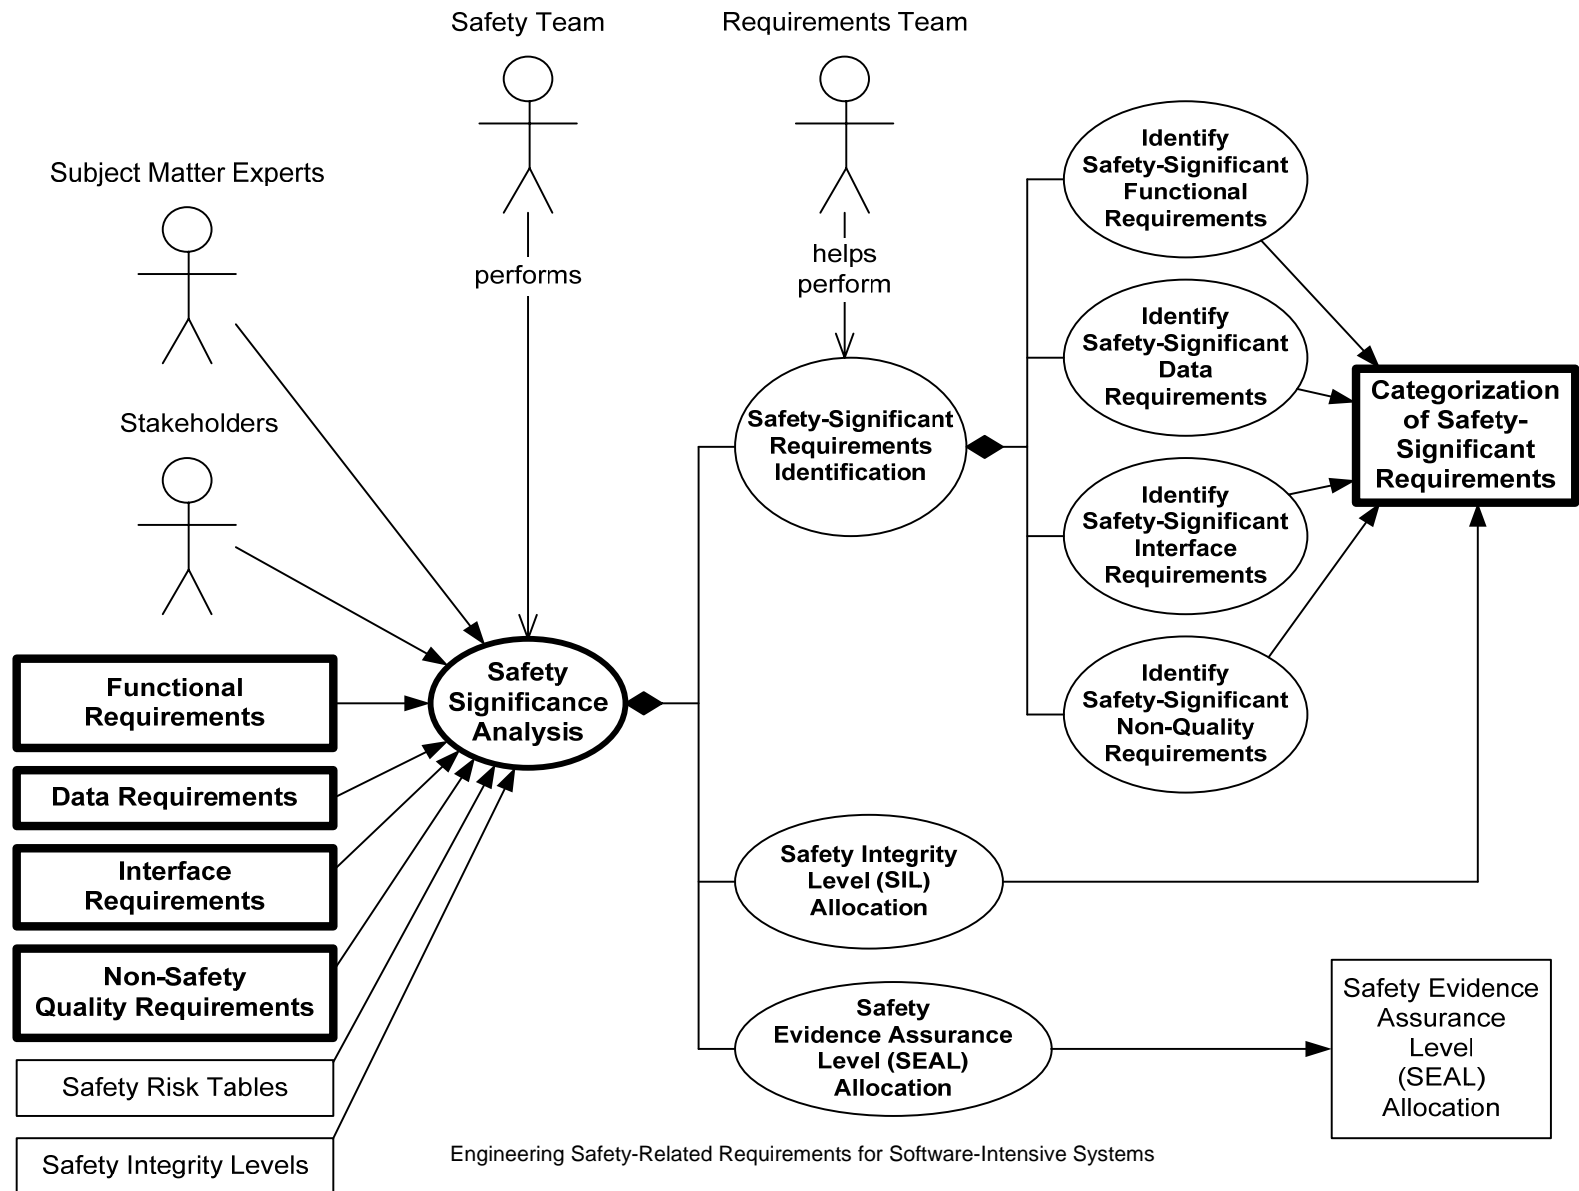 Safety Team
Requirements Team
Subject Matter Experts
performs
helps
perform
Stakeholders
Functional
Requirements
Data Requirements
Interface
Requirements
Non-Safety
Quality Requirements
Safety Risk Tables
Safety Integrity Levels
Safety
Significance
Analysis
Safety-Significant
Requirements
Identification
Safety Integrity
Level (SIL)
Allocation
Safety
Evidence Assurance
Level (SEAL)
Allocation
Identify
Safety-Significant
Functional
Requirements
Identify
Safety-Significant
Data
Requirements
Identify
Safety-Significant
Interface
Requirements
Identify
Safety-Significant
Non-Quality
Requirements
Categorization
of Safety-
Significant
Requirements
Safety Evidence
Assurance
Level
(SEAL)
Allocation
Engineering Safety-Related Requirements for Software-Intensive Systems